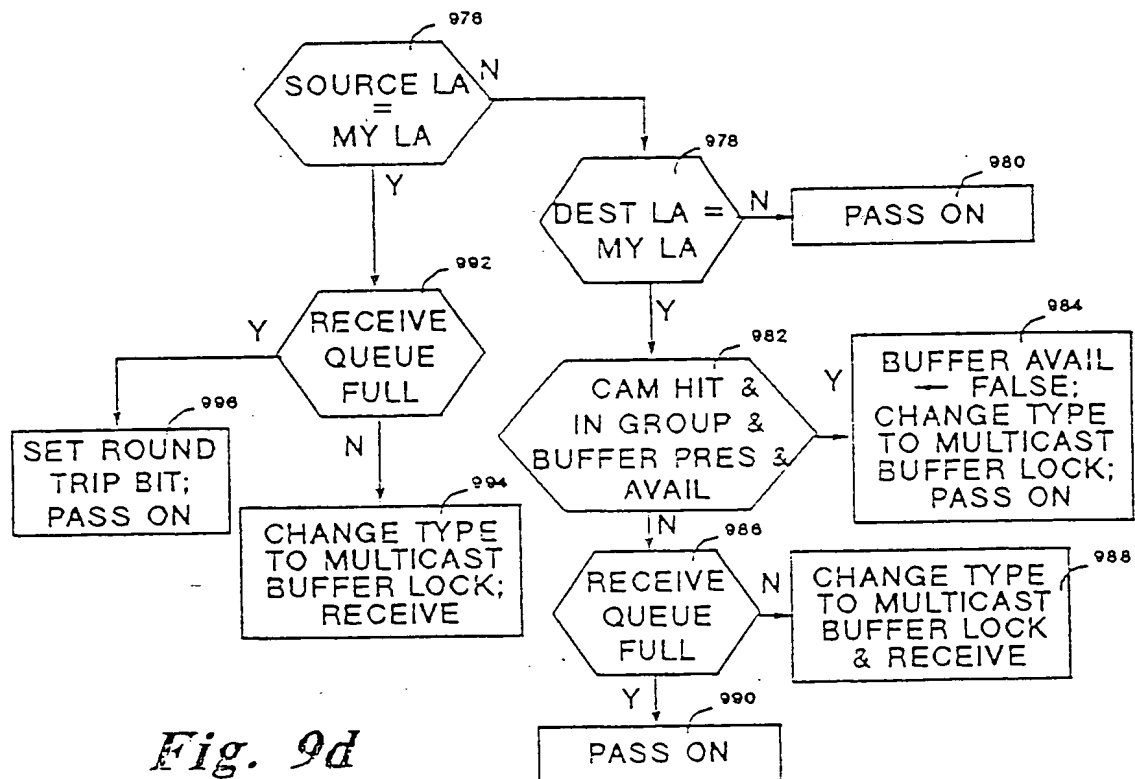 976
SOURCE LA
=
MY LA
N
Y
978
DEST LA =
MY LA
N
Y
980
PASS ON
992
RECEIVE
QUEUE
FULL
Y
N
982
CAM HIT &
IN GROUP &
BUFFER PRES &
AVAIL
Y
N
984
BUFFER AVAIL
← FALSE;
CHANGE TYPE
TO MULTICAST
BUFFER LOCK;
PASS ON
996
SET ROUND
TRIP BIT;
PASS ON
994
CHANGE TYPE
TO MULTICAST
BUFFER LOCK;
RECEIVE
986
RECEIVE
QUEUE
FULL
N
Y
988
CHANGE TYPE
TO MULTICAST
BUFFER LOCK
& RECEIVE
990
PASS ON
Fig. 9d